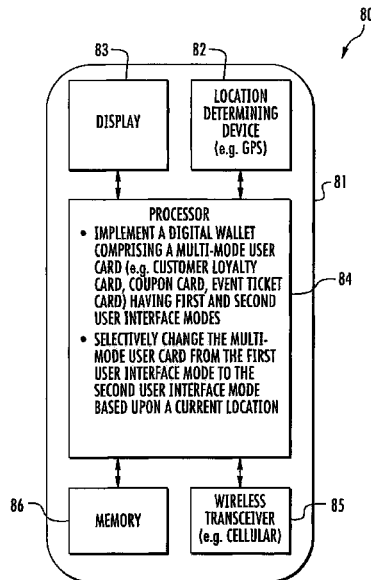 80
83
82
DISPLAY
LOCATION
DETERMINING
DEVICE
(e.g. GPS)
81
PROCESSOR
• IMPLEMENT A DIGITAL WALLET
COMPRISING A MULTI-MODE USER
CARD (e.g. CUSTOMER LOYALTY
CARD, COUPON CARD, EVENT TICKET
CARD) HAVING FIRST AND SECOND
USER INTERFACE MODES
• SELECTIVELY CHANGE THE MULTI-
MODE USER CARD FROM THE FIRST
USER INTERFACE MODE TO THE
SECOND USER INTERFACE MODE
BASED UPON A CURRENT LOCATION
84
86
MEMORY
WIRELESS
TRANSCEIVER
(e.g. CELLULAR)
85